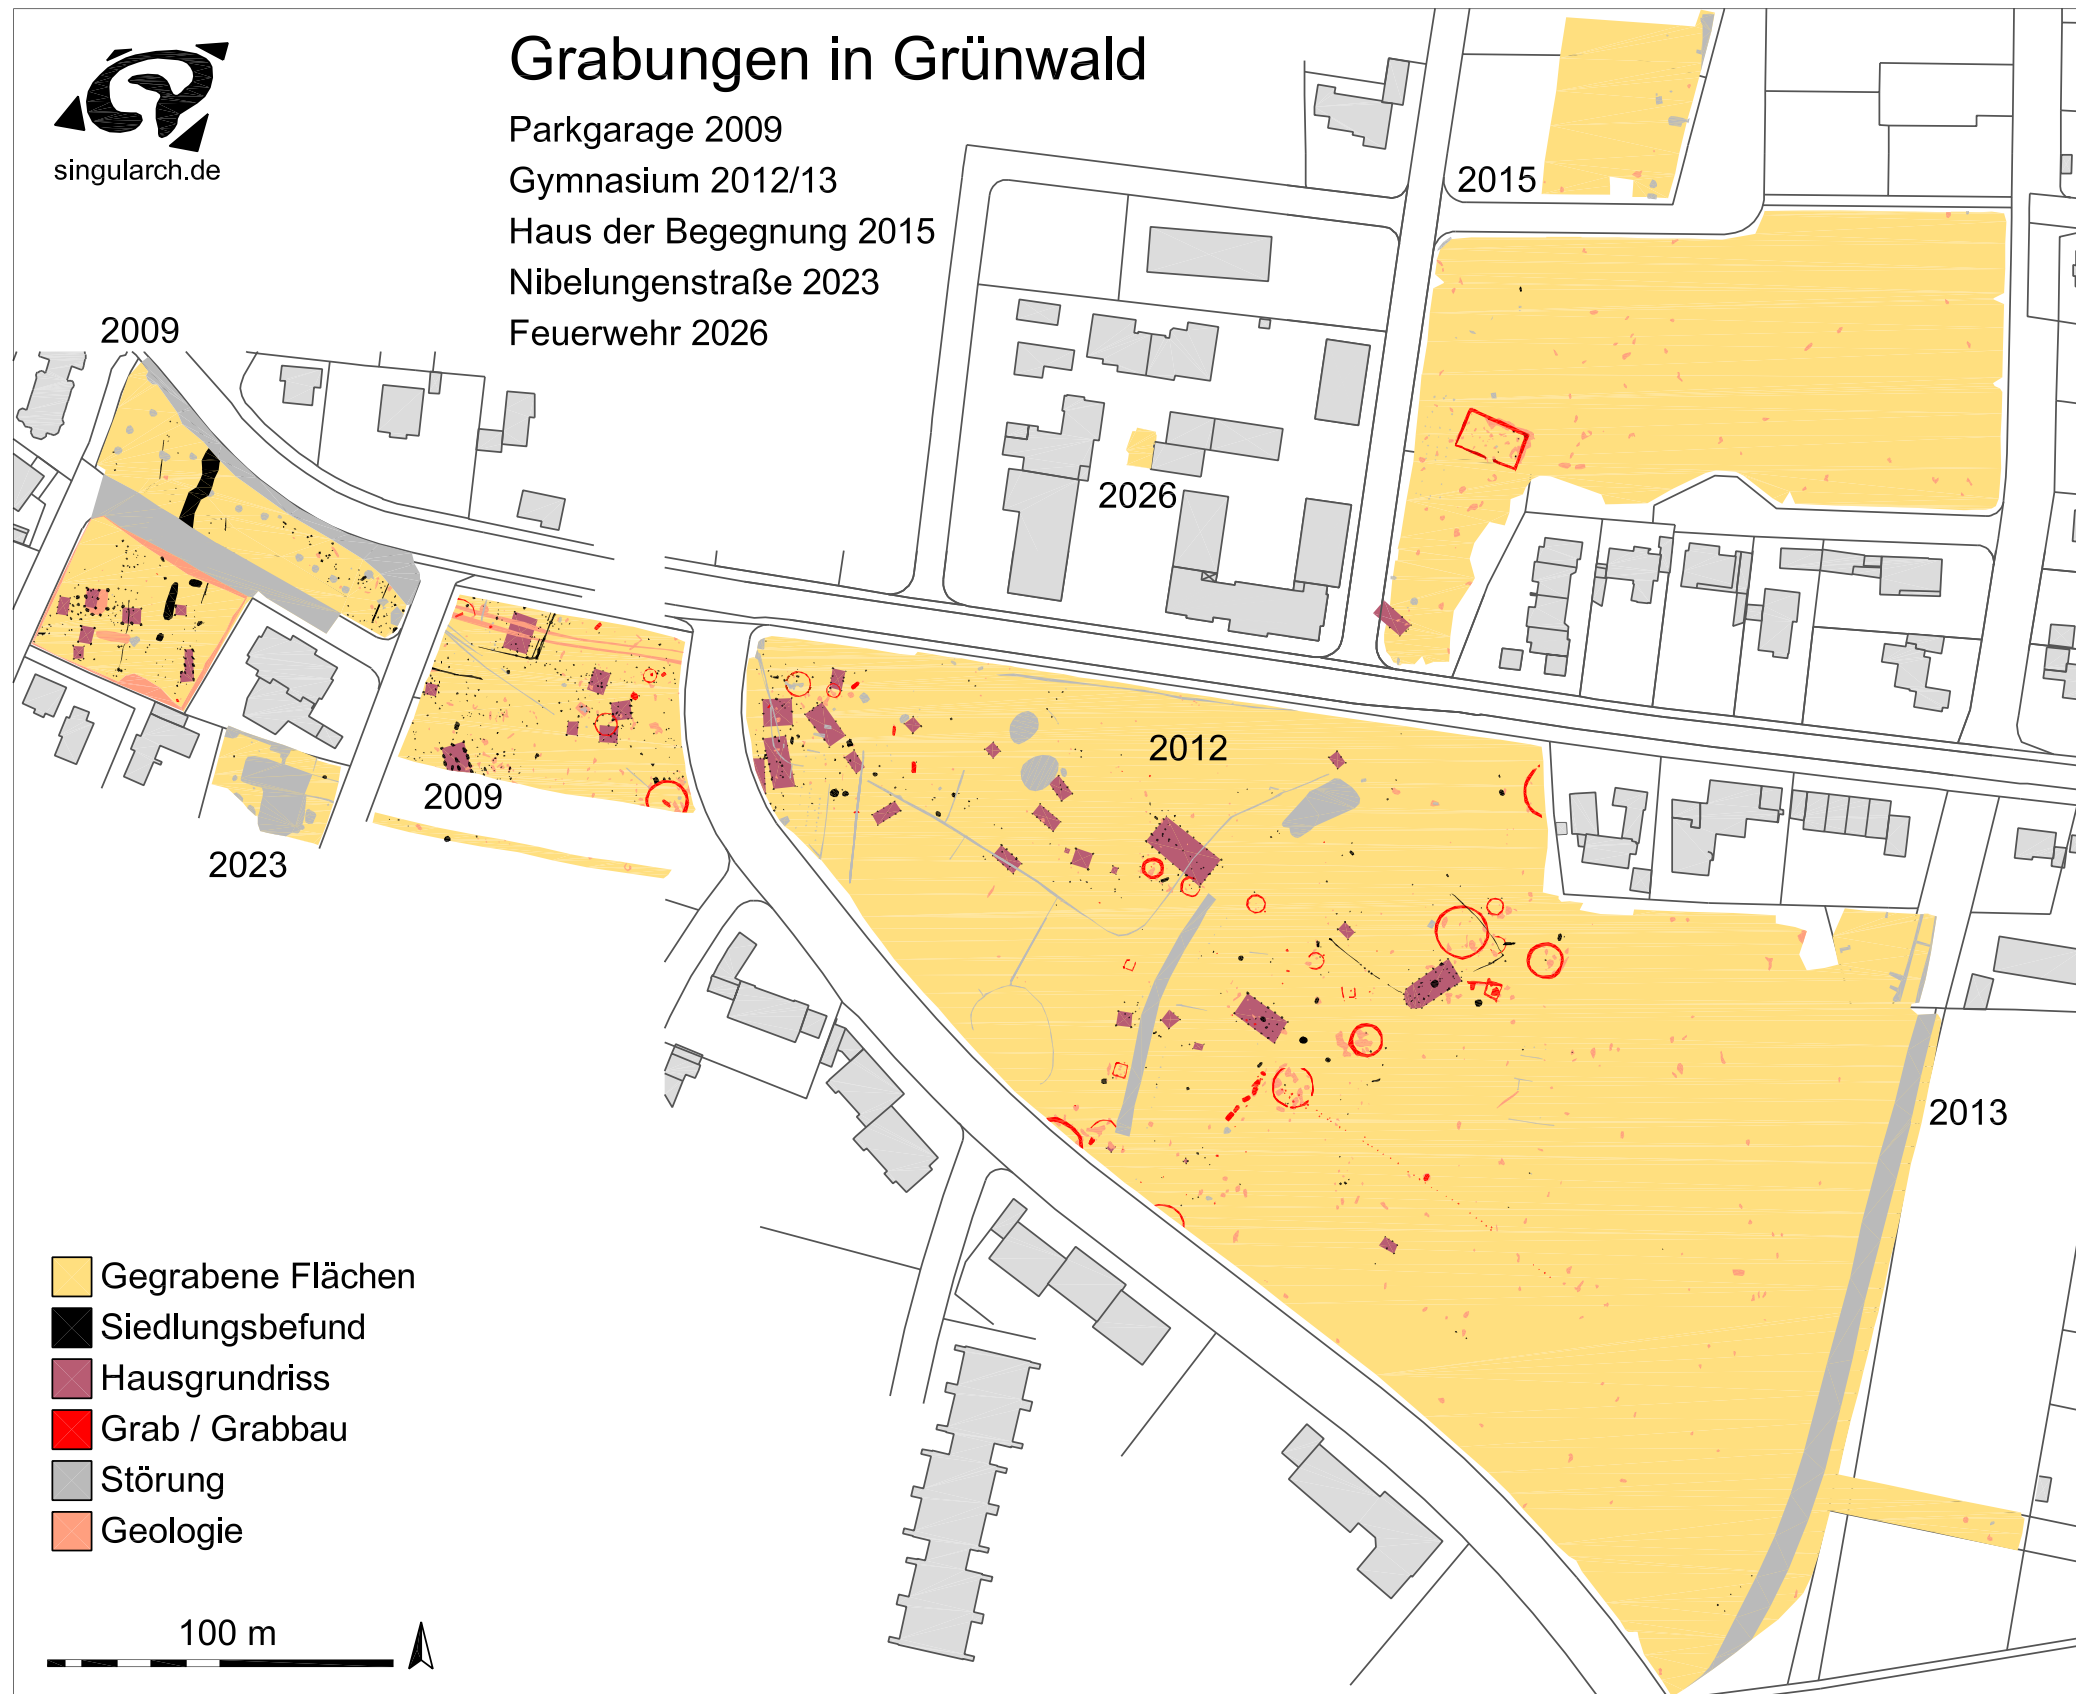 Grabungen in Grünwald
Parkgarage 2009
Gymnasium 2012/13
Haus der Begegnung 2015
Nibelungenstraße 2023
Feuerwehr 2026
singularch.de
2015
2009
2026
2012
2009
2023
2013
Gegrabene Flächen
Siedlungsbefund
Hausgrundriss
Grab / Grabbau
Störung
Geologie
100 m